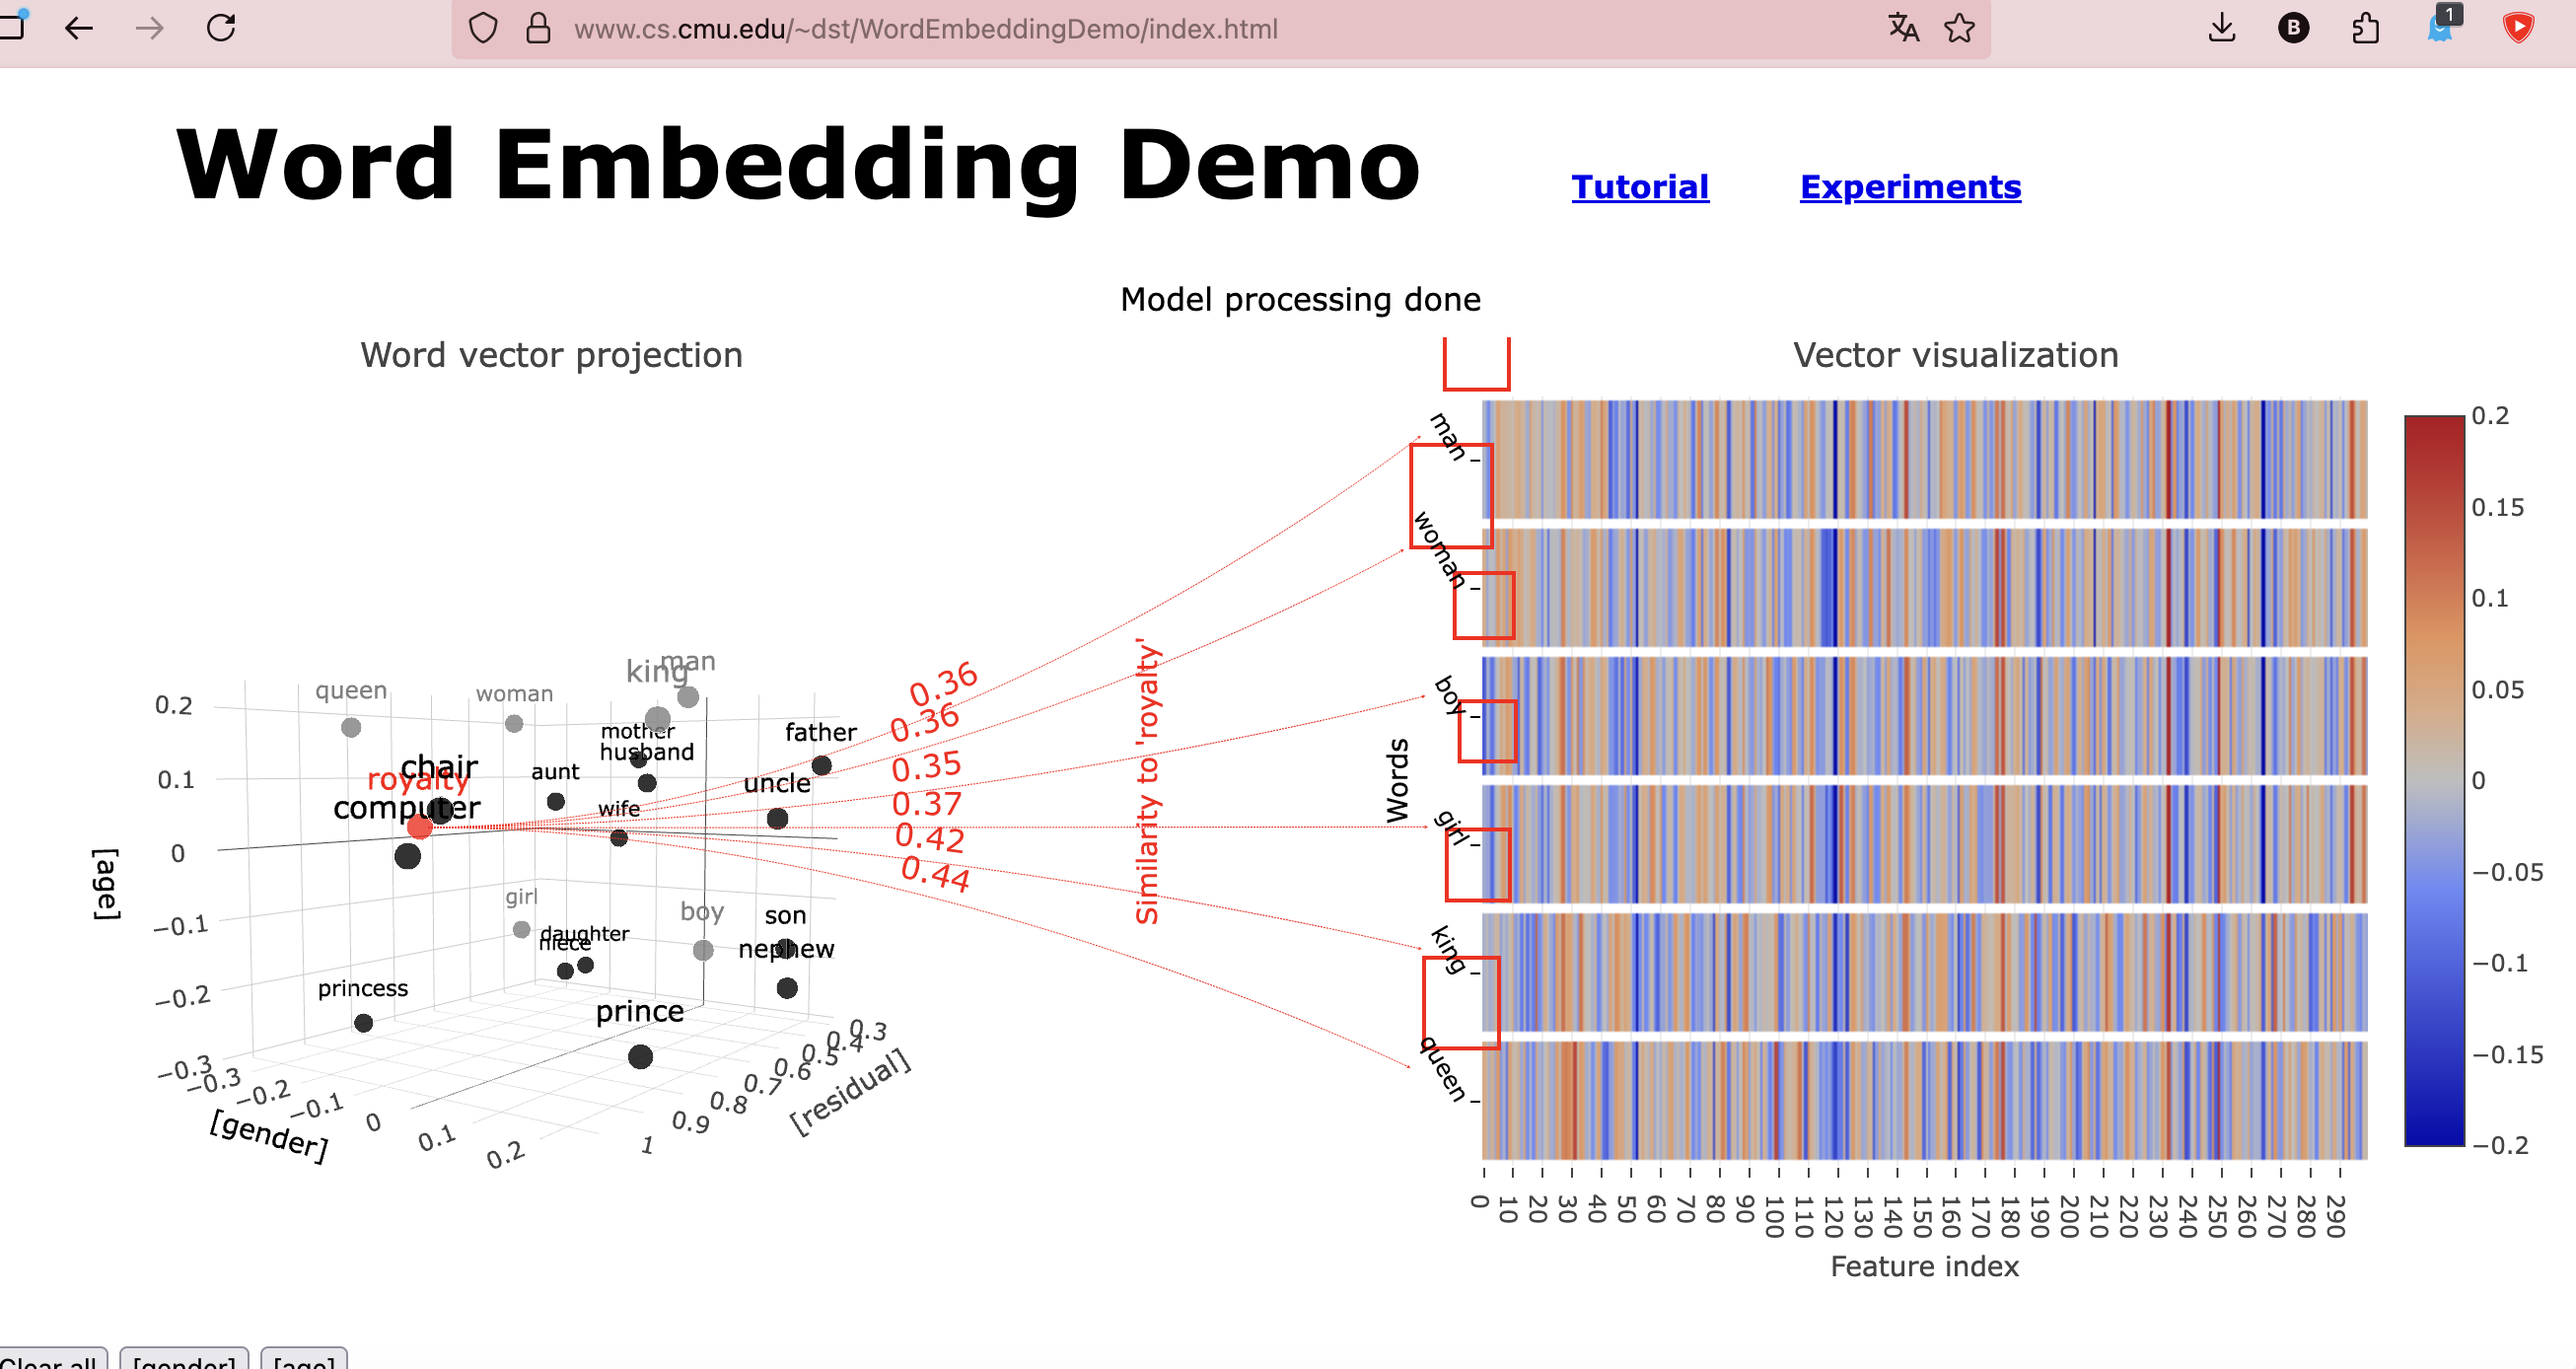 www.cs.cmu.edu/~dst/WordEmbeddingDemo/index.html
B
1
Word Embedding Demo
Tutorial
Experiments
Model processing done
Word vector projection
Vector visualization
queen
woman
king
man
mother
husband
father
chair
royalty
aunt
uncle
computer
wife
girl
daughter
niece
boy
son
nephew
princess
prince
[age]
0.2
0.1
0
−0.1
−0.2
−0.3
[gender]
−0.3
−0.2
−0.1
0
0.1
0.2
[residual]
1
0.9
0.8
0.7
0.6
0.5
0.4
0.3
0.36
0.36
0.35
0.37
0.42
0.44
Similarity to 'royalty'
Words
man
woman
boy
girl
king
queen
0
10
20
30
40
50
60
70
80
90
100
110
120
130
140
150
160
170
180
190
200
210
220
230
240
250
260
270
280
290
Feature index
0.2
0.15
0.1
0.05
0
−0.05
−0.1
−0.15
−0.2
Clear all
[gender]
[age]